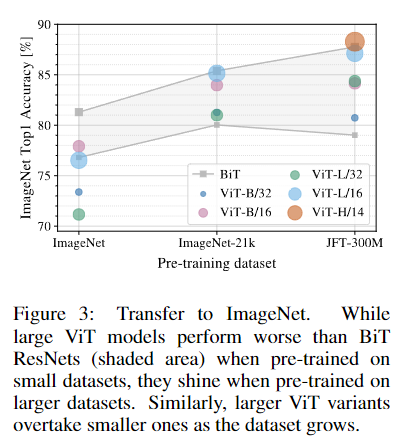 90
85
80
75
70
ImageNet Top1 Accuracy [%]
BiT
ViT-B/32
ViT-B/16
ViT-L/32
ViT-L/16
ViT-H/14
ImageNet
ImageNet-21k
JFT-300M
Pre-training dataset
Figure 3: Transfer to ImageNet. While
large ViT models perform worse than BiT
ResNets (shaded area) when pre-trained on
small datasets, they shine when pre-trained on
larger datasets. Similarly, larger ViT variants
overtake smaller ones as the dataset grows.